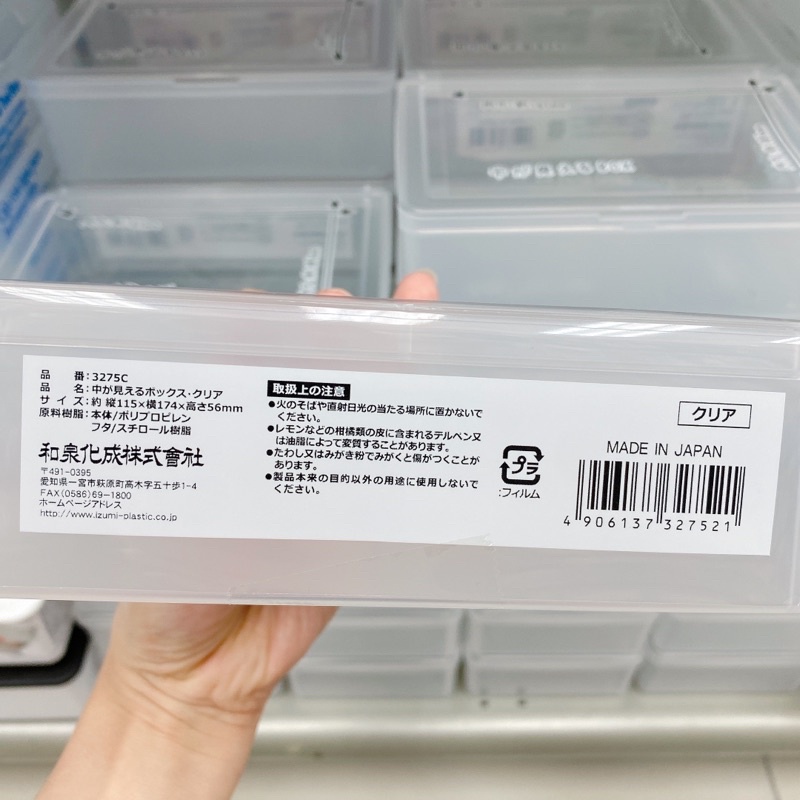 品　番:3275C
品　名:中が見えるボックス・クリア
サ イ ズ:約 縦115×横174×高さ56mm
原料樹脂:本体/ポリプロピレン
フタ/スチロール樹脂
和泉化成株式會社
〒491-0395
愛知県一宮市萩原町高木字五十歩1-4
FAX(0586)69-1800
ホームページアドレス
http://www.izumi-plastic.co.jp
取扱上の注意
●火のそばや直射日光の当たる場所に置かないで
ください。
●レモンなどの柑橘類の皮に含まれるテルペン又
は油脂によって変質することがあります。
●たわし又はみがき粉でみがくと傷がつくことが
あります。
●製品本来の目的以外の用途に使用しないで
ください。
プラ
:フィルム
クリア
MADE IN JAPAN
4 906137 327521